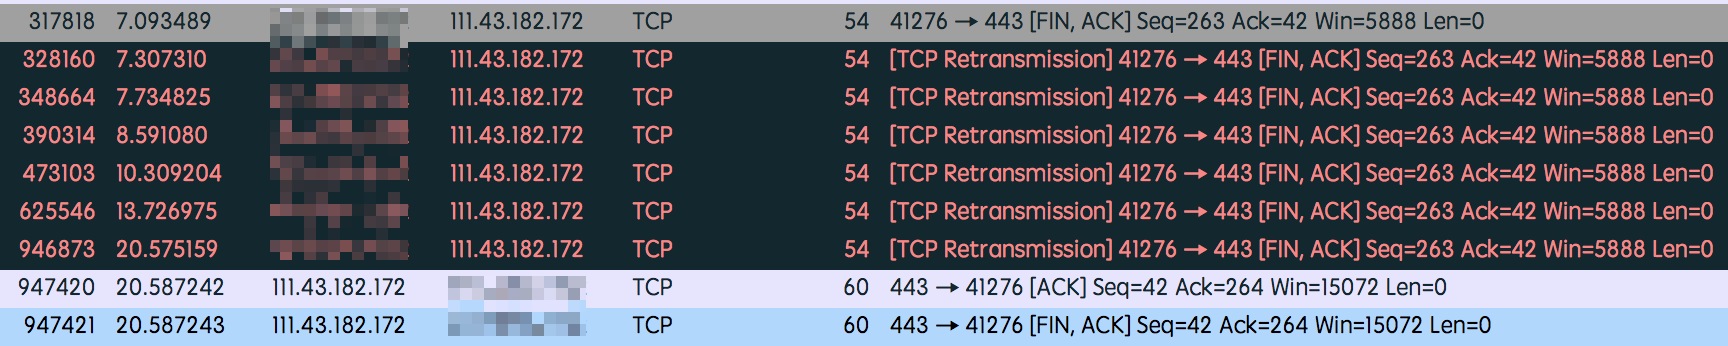 317818 7.093489 111.43.182.172 TCP 54 41276 → 443 [FIN, ACK] Seq=263 Ack=42 Win=5888 Len=0
328160 7.307310 111.43.182.172 TCP 54 [TCP Retransmission] 41276 → 443 [FIN, ACK] Seq=263 Ack=42 Win=5888 Len=0
348664 7.734825 111.43.182.172 TCP 54 [TCP Retransmission] 41276 → 443 [FIN, ACK] Seq=263 Ack=42 Win=5888 Len=0
390314 8.591080 111.43.182.172 TCP 54 [TCP Retransmission] 41276 → 443 [FIN, ACK] Seq=263 Ack=42 Win=5888 Len=0
473103 10.309204 111.43.182.172 TCP 54 [TCP Retransmission] 41276 → 443 [FIN, ACK] Seq=263 Ack=42 Win=5888 Len=0
625546 13.726975 111.43.182.172 TCP 54 [TCP Retransmission] 41276 → 443 [FIN, ACK] Seq=263 Ack=42 Win=5888 Len=0
946873 20.575159 111.43.182.172 TCP 54 [TCP Retransmission] 41276 → 443 [FIN, ACK] Seq=263 Ack=42 Win=5888 Len=0
947420 20.587242 111.43.182.172 TCP 60 443 → 41276 [ACK] Seq=42 Ack=264 Win=15072 Len=0
947421 20.587243 111.43.182.172 TCP 60 443 → 41276 [FIN, ACK] Seq=42 Ack=264 Win=15072 Len=0